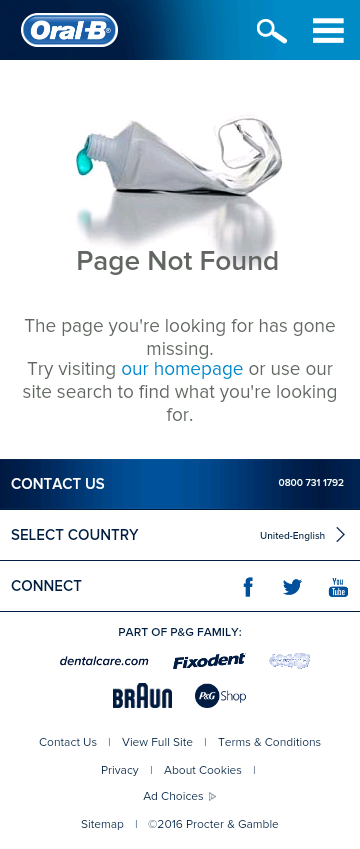 Oral-B®
Page Not Found
The page you're looking for has gone
missing.
Try visiting our homepage or use our
site search to find what you're looking
for.
CONTACT US 0800 731 1792
SELECT COUNTRY United-English
CONNECT You Tube
PART OF P&G FAMILY:
dentalcare.com Fixodent
BRAUN P&G Shop
Contact Us | View Full Site | Terms & Conditions
Privacy | About Cookies |
Ad Choices
Sitemap | ©2016 Procter & Gamble